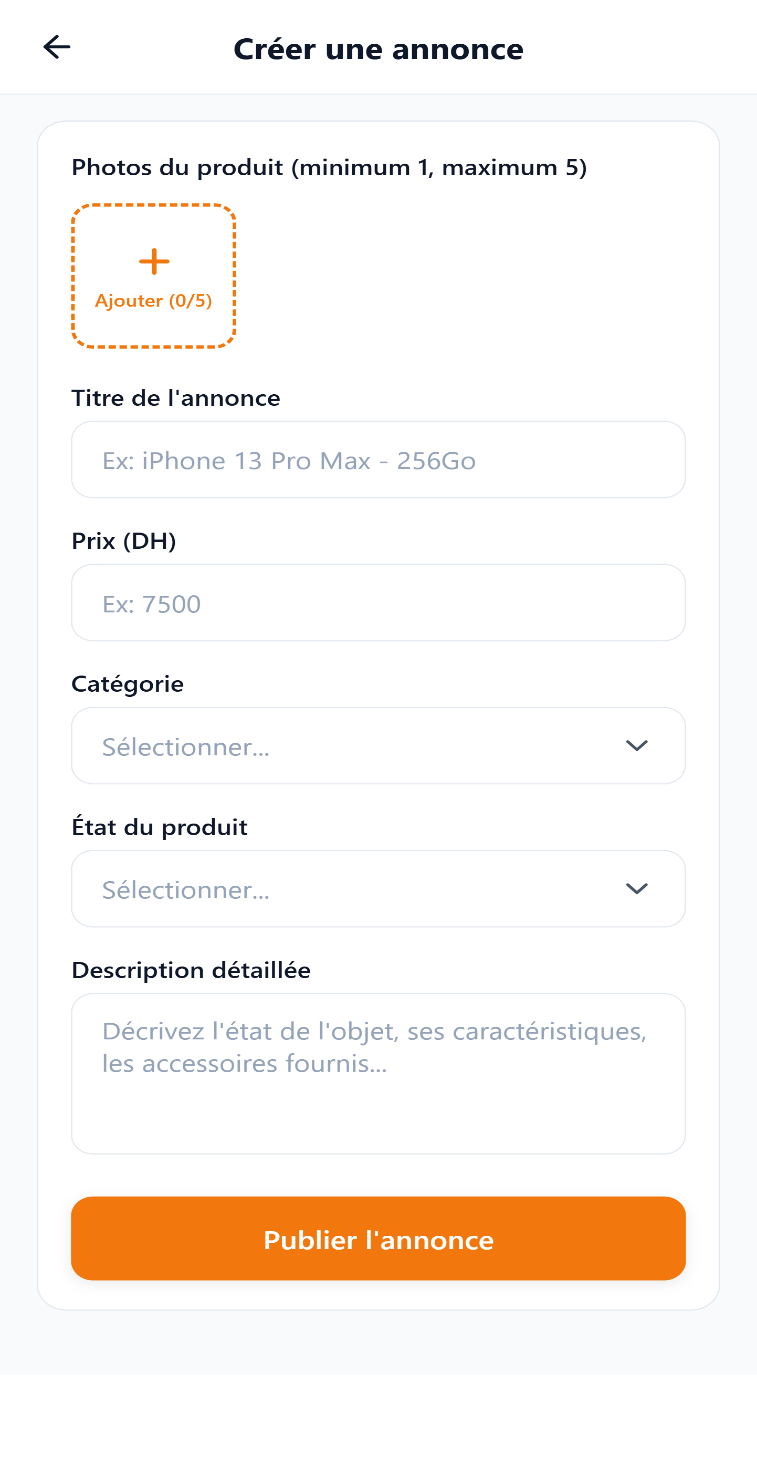 Créer une annonce
Photos du produit (minimum 1, maximum 5)
Ajouter (0/5)
Titre de l'annonce
Ex: iPhone 13 Pro Max - 256Go
Prix (DH)
Ex: 7500
Catégorie
Sélectionner...
État du produit
Sélectionner...
Description détaillée
Décrivez l'état de l'objet, ses caractéristiques,
les accessoires fournis...
Publier l'annonce